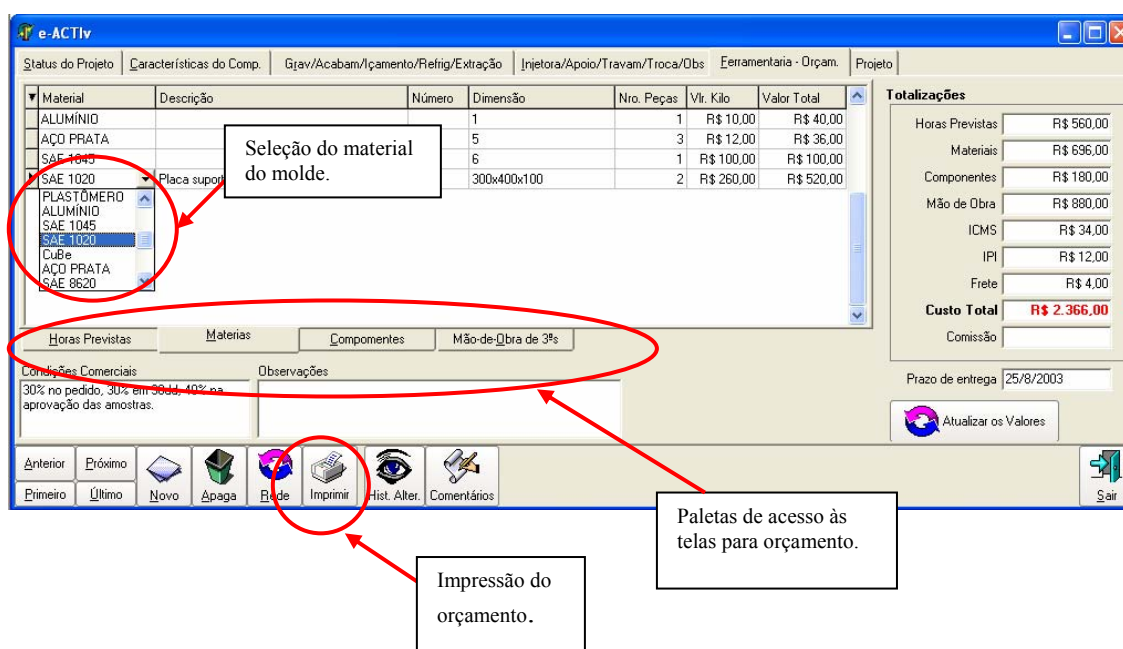 e-ACTIv
Status do Projeto Características do Comp. Grav/Acabam/Içamento/Refrig/Extração Injetora/Apoio/Travam/Troca/Obs Ferramentaria - Orçam. Projeto
Material Descrição Número Dimensão Nro. Peças Vlr. Kilo Valor Total
ALUMÍNIO 1 1 R$ 10,00 R$ 40,00
AÇO PRATA 5 3 R$ 12,00 R$ 36,00
SAE 1045 6 1 R$ 100,00 R$ 100,00
SAE 1020 Placa 300x400x100 2 R$ 260,00 R$ 520,00
PLASTÔMERO
ALUMÍNIO
SAE 1045
SAE 1020
CuBe
AÇO PRATA
SAE 8620
Seleção do material
do molde.
Horas Previstas Materias Compomentes Mão-de-Obra de 3ªs
Totalizações
Horas Previstas R$ 560,00
Materiais R$ 696,00
Componentes R$ 180,00
Mão de Obra R$ 880,00
ICMS R$ 34,00
IPI R$ 12,00
Frete R$ 4,00
Custo Total R$ 2.366,00
Comissão
Prazo de entrega 25/8/2003
Atualizar os Valores
Condições Comerciais Observações
30% no pedido, 30% em 30dd, 40% na
aprovação das amostras.
Anterior Próximo
Primeiro Último Novo Apaga Rede Imprimir Hist. Alter. Comentários Sair
Paletas de acesso às
telas para orçamento.
Impressão do
orçamento.